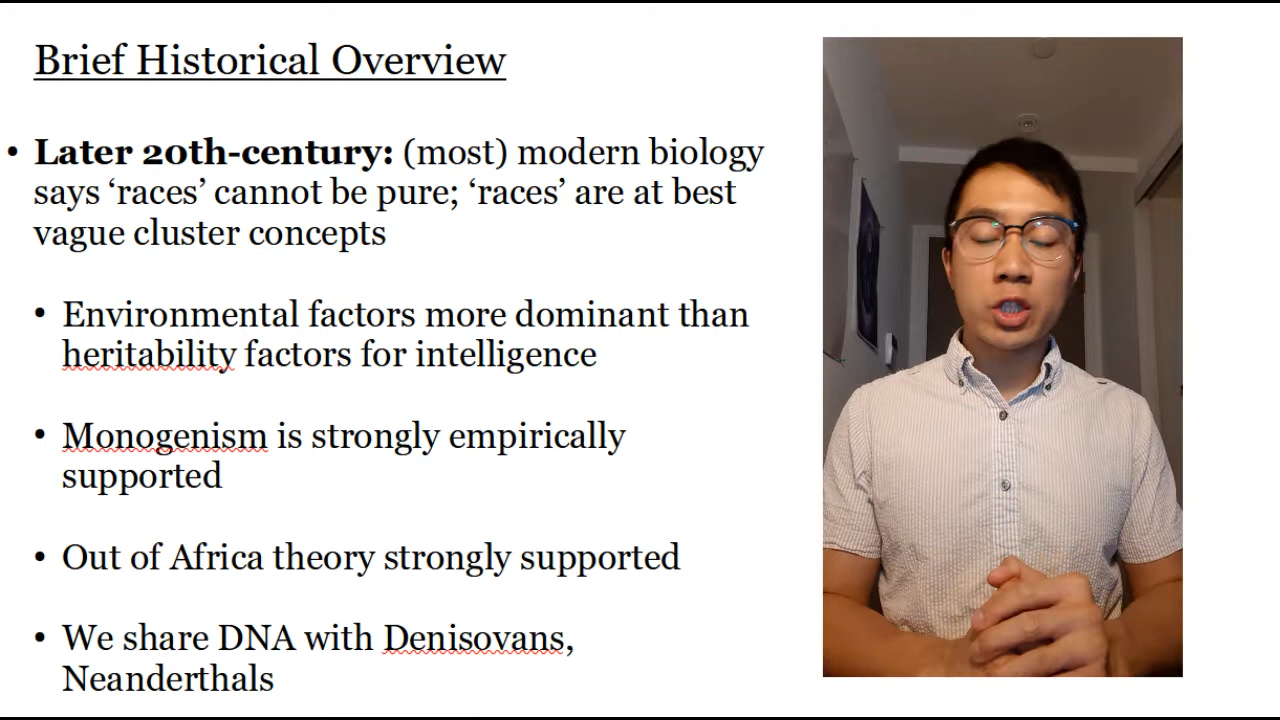 Brief Historical Overview
• Later 20th-century: (most) modern biology
says ‘races’ cannot be pure; ‘races’ are at best
vague cluster concepts
• Environmental factors more dominant than
heritability factors for intelligence
• Monogenism is strongly empirically
supported
• Out of Africa theory strongly supported
• We share DNA with Denisovans,
Neanderthals